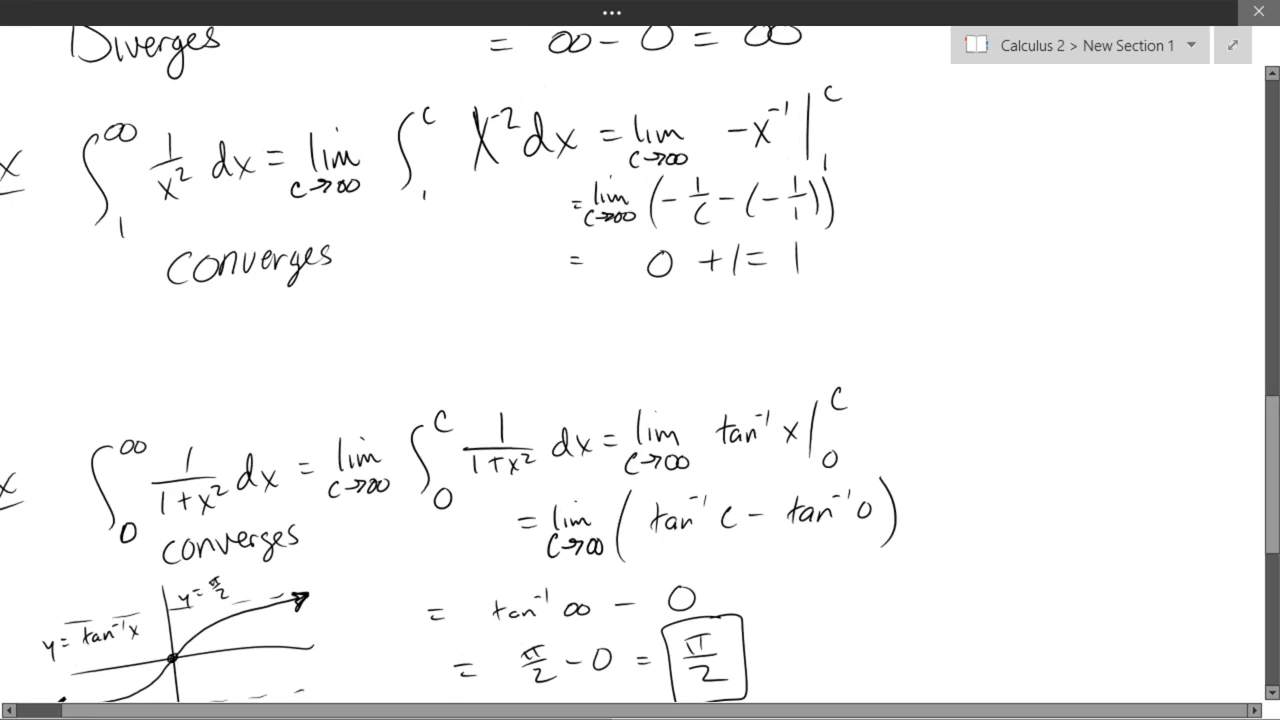 Calculus 2 > New Section 1
Diverges = ∞ - 0 = ∞
x ∫₁^∞ 1/x² dx = lim c→∞ ∫₁^c x⁻² dx = lim c→∞ -x⁻¹ |₁^c
= lim c→∞ (-1/c - (-1/1))
converges = 0 + 1 = 1
x ∫₀^∞ 1/(1+x²) dx = lim c→∞ ∫₀^c 1/(1+x²) dx = lim c→∞ tan⁻¹ x |₀^c
= lim c→∞ (tan⁻¹ c - tan⁻¹ 0)
converges
y = π/2
= tan⁻¹ ∞ - 0
y = tan⁻¹x
= π/2 - 0 = π/2